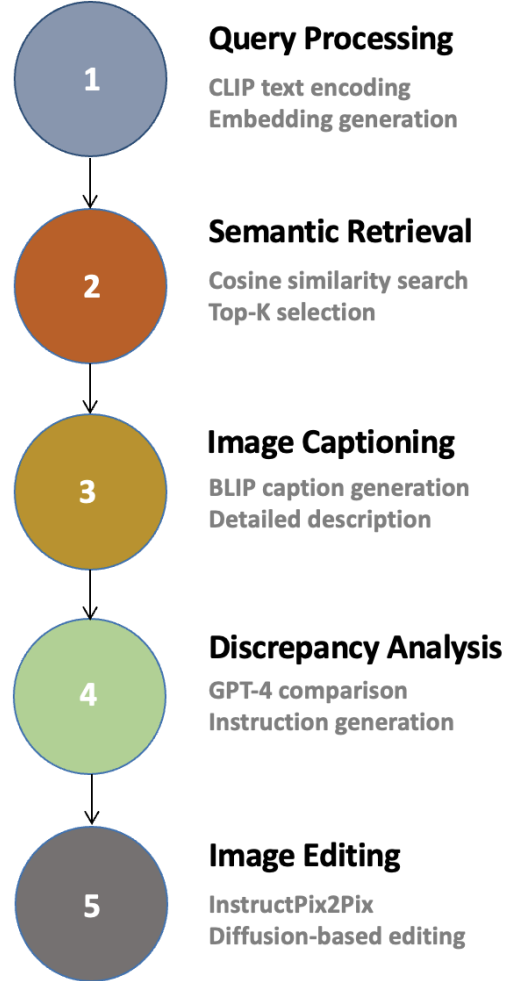 1
Query Processing
CLIP text encoding
Embedding generation
2
Semantic Retrieval
Cosine similarity search
Top-K selection
3
Image Captioning
BLIP caption generation
Detailed description
4
Discrepancy Analysis
GPT-4 comparison
Instruction generation
5
Image Editing
InstructPix2Pix
Diffusion-based editing